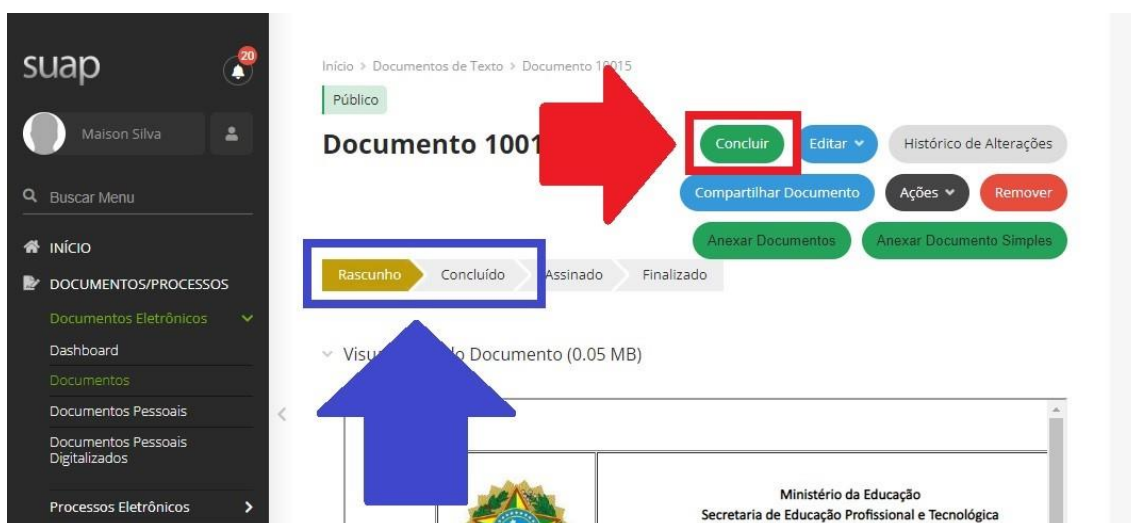 suap
20
Maison Silva
Buscar Menu
INÍCIO
DOCUMENTOS/PROCESSOS
Documentos Eletrônicos
Dashboard
Documentos
Documentos Pessoais
Documentos Pessoais
Digitalizados
Processos Eletrônicos
Início > Documentos de Texto > Documento 10015
Público
Documento 1001
Concluir
Editar
Histórico de Alterações
Compartilhar Documento
Ações
Remover
Anexar Documentos
Anexar Documento Simples
Rascunho
Concluído
Assinado
Finalizado
Documento (0.05 MB)
Ministério da Educação
Secretaria de Educação Profissional e Tecnológica